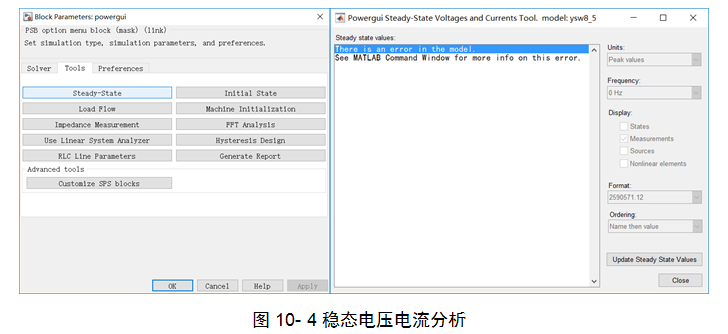 Block Parameters: powergui
PSB option menu block (mask) (link)
Set simulation type, simulation parameters, and preferences.
Solver Tools Preferences
Steady-State Initial State
Load Flow Machine Initialization
Impedance Measurement FFT Analysis
Use Linear System Analyzer Hysteresis Design
RLC Line Parameters Generate Report
Advanced tools
Customize SPS blocks
OK Cancel Help Apply
Powergui Steady-State Voltages and Currents Tool. model: ysw8_5
Steady state values:
There is an error in the model.
See MATLAB Command Window for more info on this error.
Units:
Peak values
Frequency:
0 Hz
Display:
States
Measurements
Sources
Nonlinear elements
Format:
2590571.12
Ordering:
Name then value
Update Steady State Values
Close
图 10- 4 稳态电压电流分析